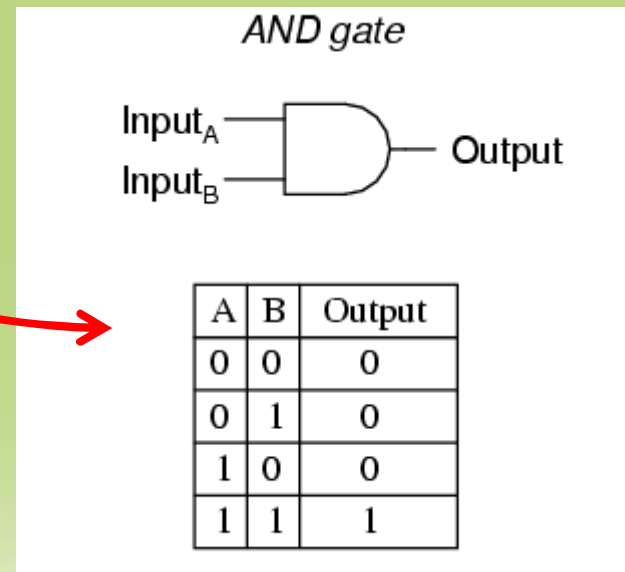 AND gate
InputA
Output
InputB
A B Output
0 0 0
0 1 0
1 0 0
1 1 1